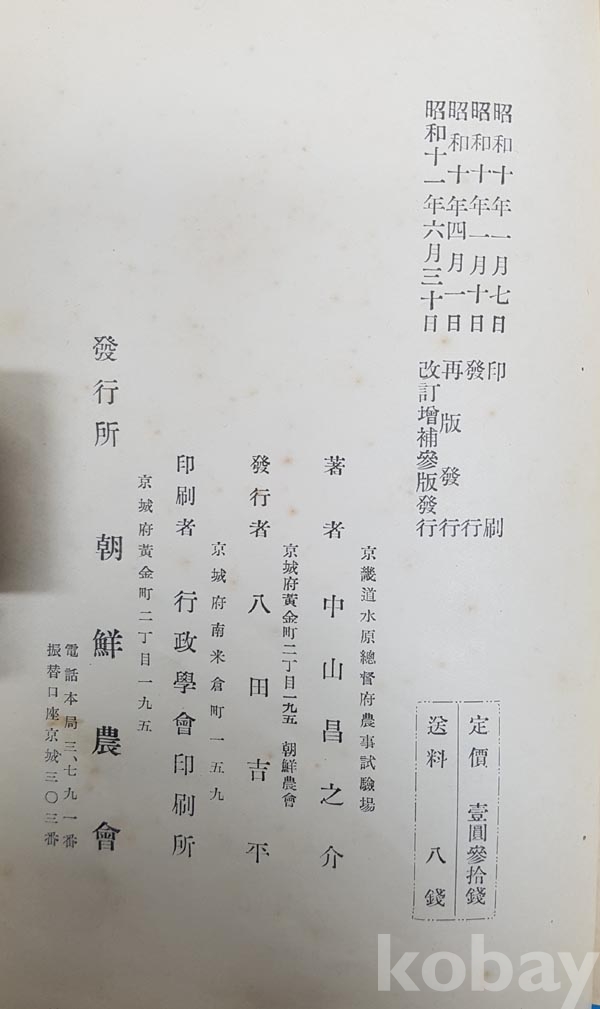 昭和十年一月七日 印刷
昭和十年一月十日 發行
昭和十年四月一日 再版發行
昭和十一年六月三十日 改訂增補參版發行
定價 壹圓參拾錢
送料 八錢
京畿道水原總督府農事試驗場
著者 中山昌之介
京城府黃金町二丁目一九五 朝鮮農會
發行者 八田吉平
京城府南米倉町一五九
印刷者 行政學會印刷所
京城府黃金町二丁目一九五
發行所 朝鮮農會
電話本局三、七九一番
振替口座京城三〇三番
kobay